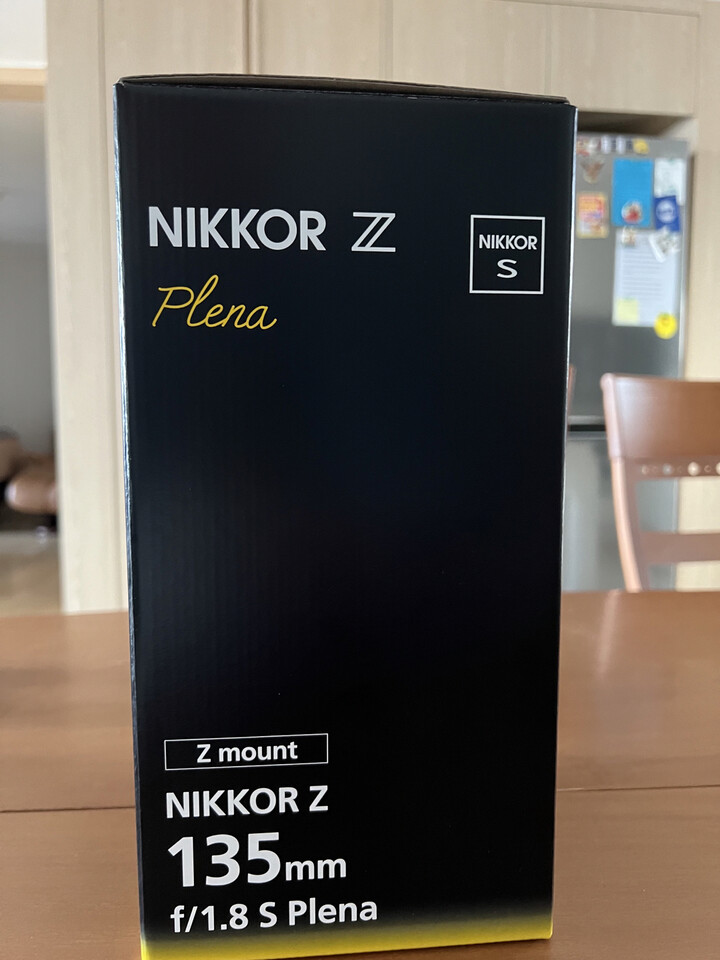 NIKKOR Z
NIKKOR
S
Plena
Z mount
NIKKOR Z
135mm
f/1.8 S Plena